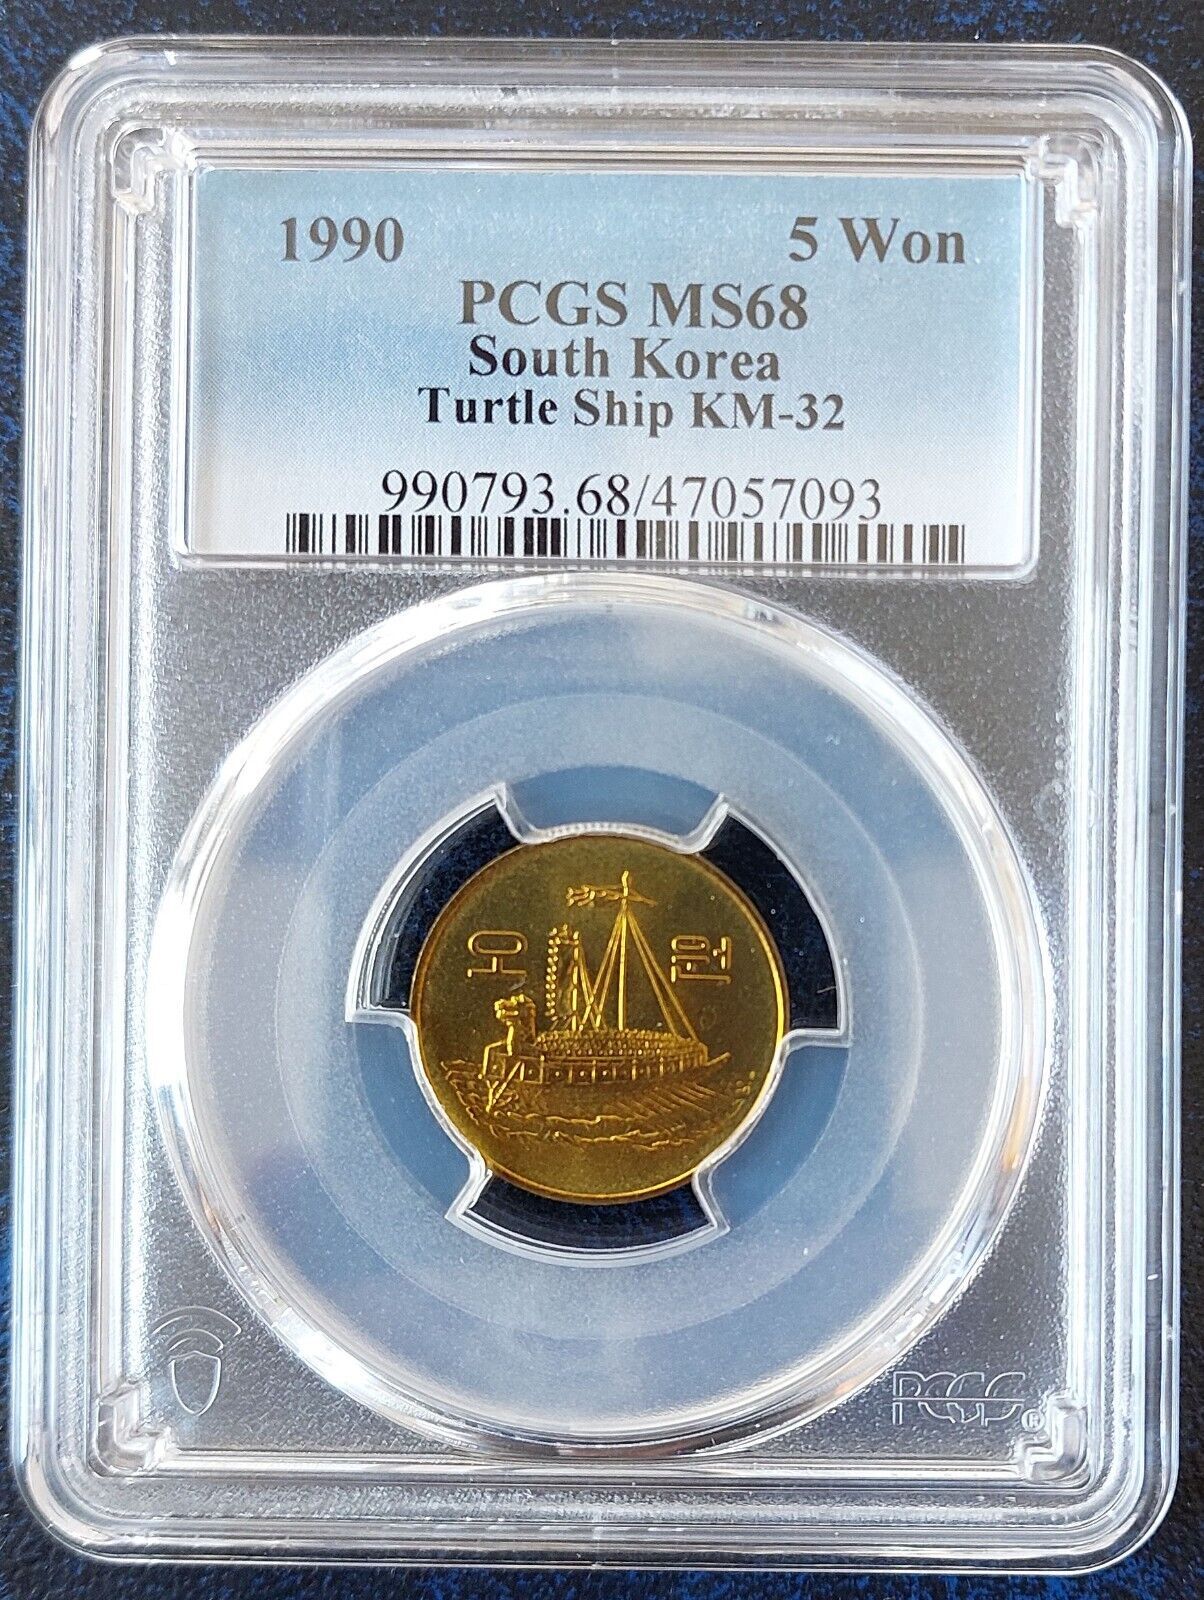 1990 5 Won
PCGS MS68
South Korea
Turtle Ship KM-32
990793.68/47057093
오 원
PCGS®